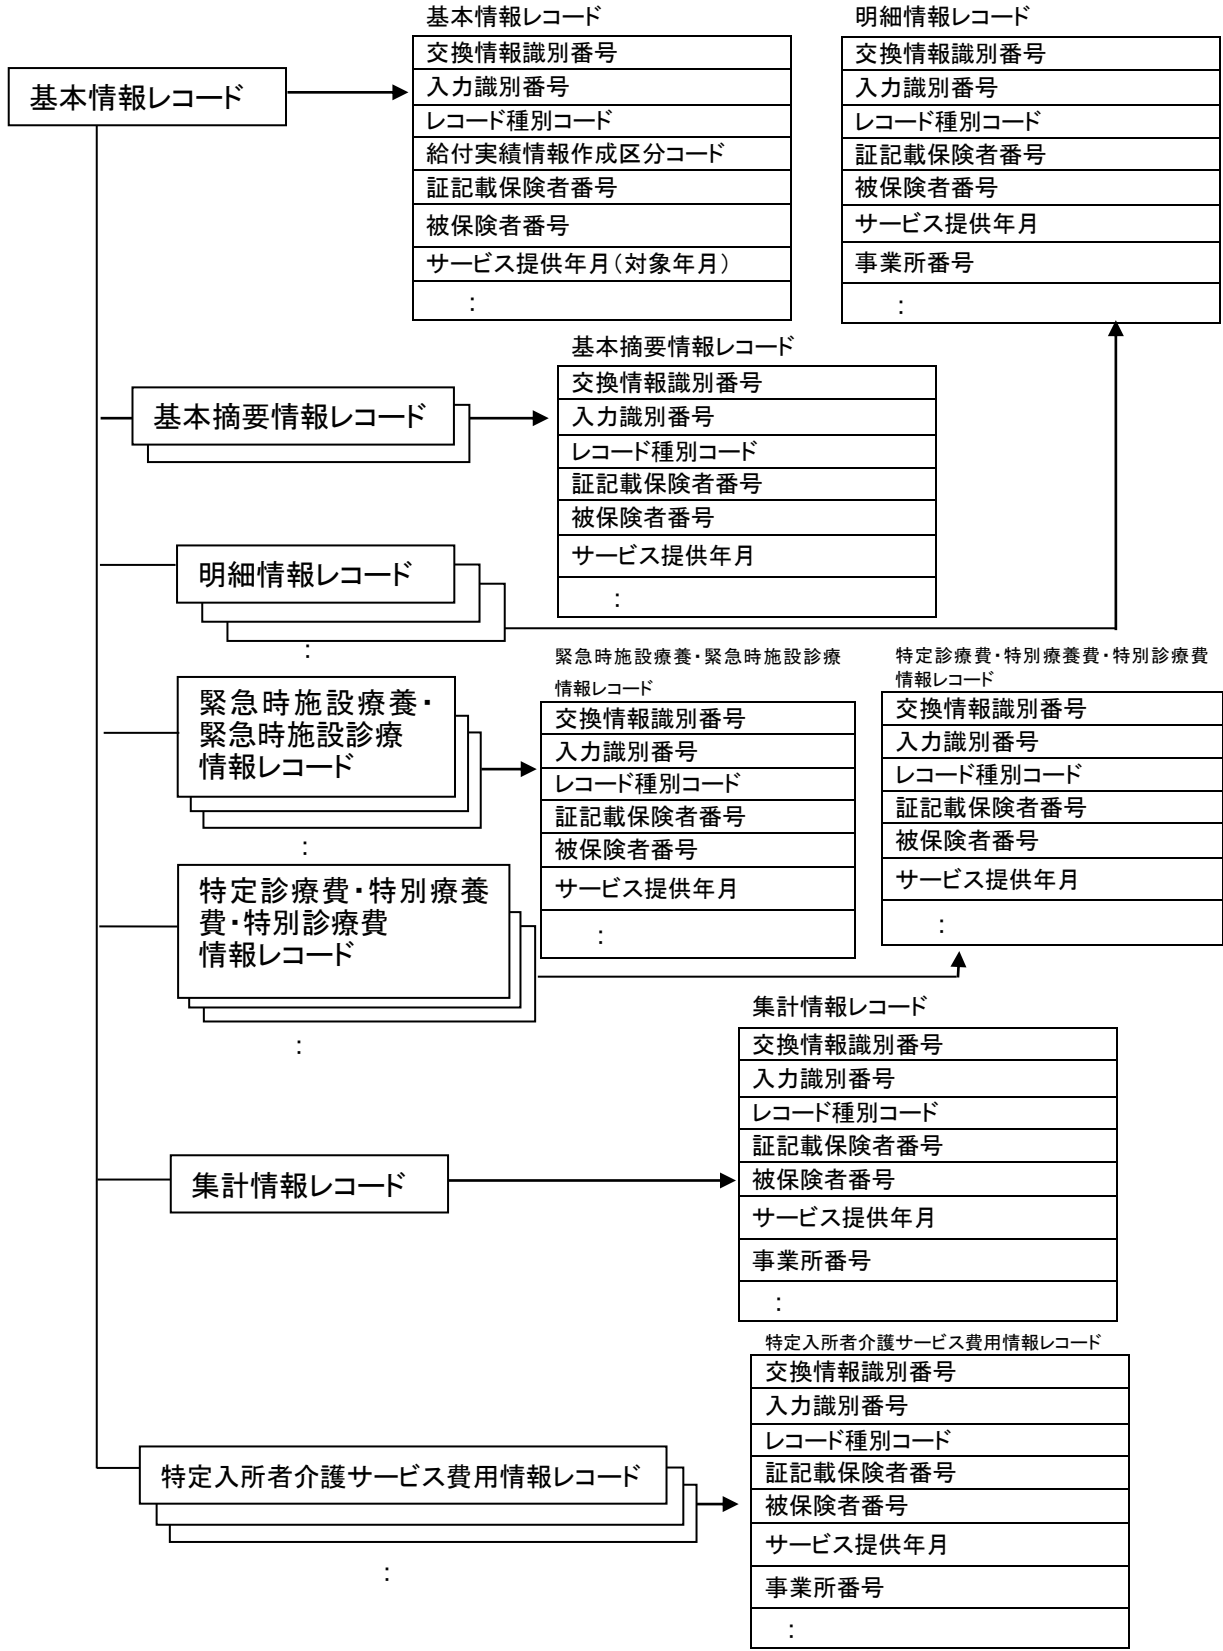 基本情報レコード
基本情報レコード
交換情報識別番号
入力識別番号
レコード種別コード
給付実績情報作成区分コード
証記載保険者番号
被保険者番号
サービス提供年月(対象年月)
:
明細情報レコード
交換情報識別番号
入力識別番号
レコード種別コード
証記載保険者番号
被保険者番号
サービス提供年月
事業所番号
:
基本摘要情報レコード
基本摘要情報レコード
交換情報識別番号
入力識別番号
レコード種別コード
証記載保険者番号
被保険者番号
サービス提供年月
:
明細情報レコード
:
緊急時施設療養・
緊急時施設診療
情報レコード
:
緊急時施設療養・緊急時施設診療
情報レコード
交換情報識別番号
入力識別番号
レコード種別コード
証記載保険者番号
被保険者番号
サービス提供年月
:
特定診療費・特別療養費・特別診療費
情報レコード
交換情報識別番号
入力識別番号
レコード種別コード
証記載保険者番号
被保険者番号
サービス提供年月
:
特定診療費・特別療養
費・特別診療費
情報レコード
:
集計情報レコード
集計情報レコード
交換情報識別番号
入力識別番号
レコード種別コード
証記載保険者番号
被保険者番号
サービス提供年月
事業所番号
:
特定入所者介護サービス費用情報レコード
:
特定入所者介護サービス費用情報レコード
交換情報識別番号
入力識別番号
レコード種別コード
証記載保険者番号
被保険者番号
サービス提供年月
事業所番号
: